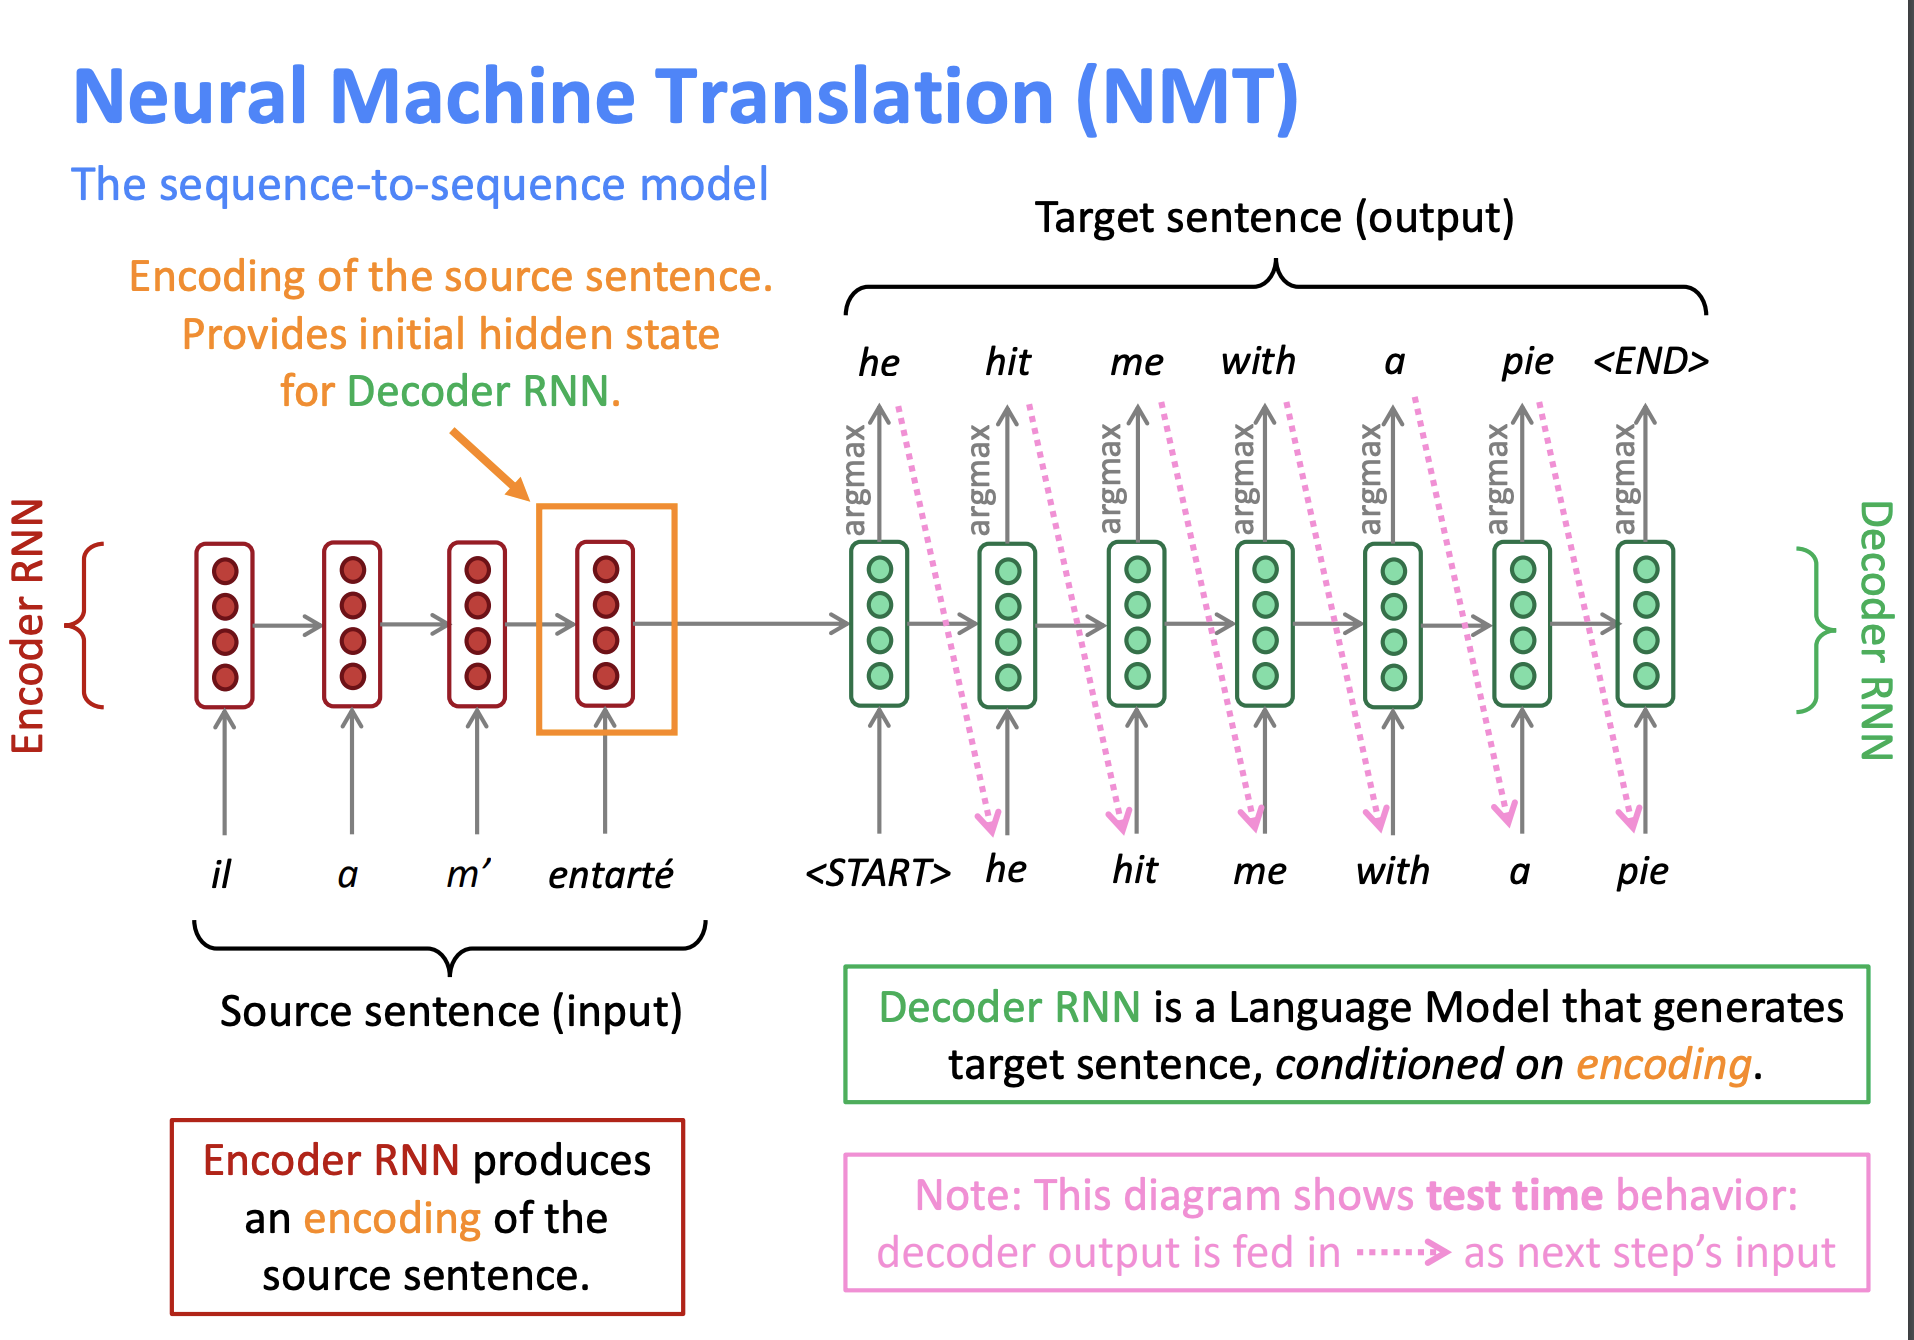 Neural Machine Translation (NMT)
The sequence-to-sequence model
Encoding of the source sentence.
Provides initial hidden state
for Decoder RNN.
Target sentence (output)
he hit me with a pie <END>
argmax argmax argmax argmax argmax argmax argmax
Encoder RNN
Decoder RNN
il a m’ entarté
<START> he hit me with a pie
Source sentence (input)
Decoder RNN is a Language Model that generates
target sentence, conditioned on encoding.
Encoder RNN produces
an encoding of the
source sentence.
Note: This diagram shows test time behavior:
decoder output is fed in as next step’s input